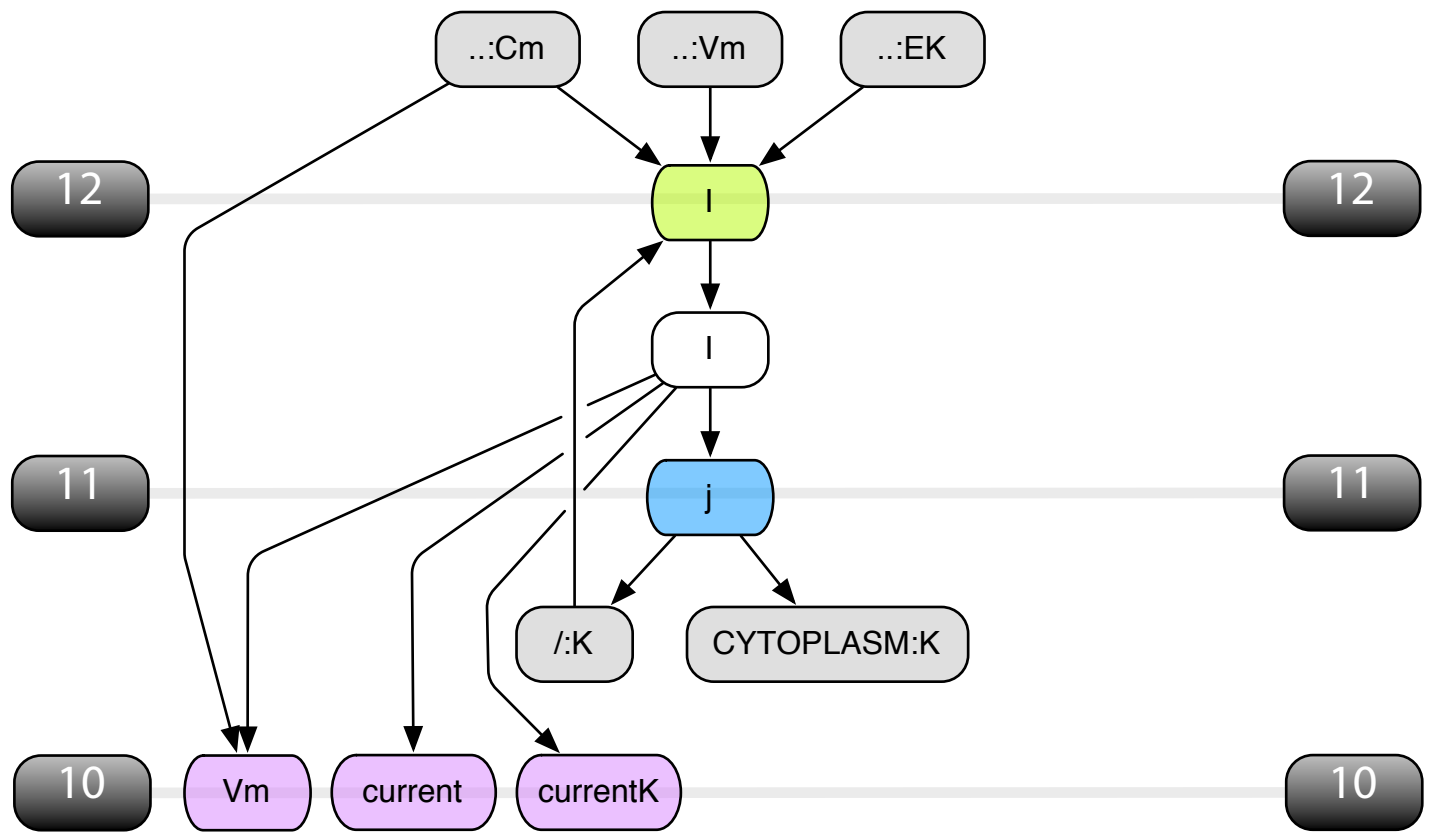 ..:Cm ..:Vm ..:EK
12 I 12
I
11 j 11
/:K CYTOPLASM:K
10 Vm current currentK 10